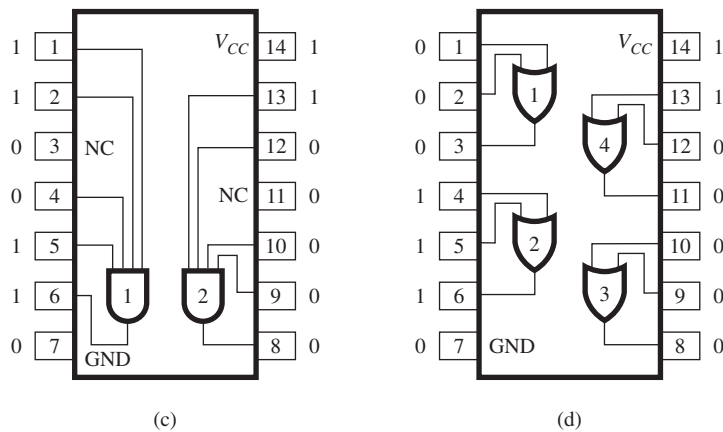 1 1 V_CC 14 1 0 1 V_CC 14 1
1 2 13 1 0 2 1 13 1
0 3 NC 12 0 0 3 4 12 0
0 4 NC 11 0 1 4 11 0
1 5 10 0 1 5 2 10 0
1 6 1 2 9 0 1 6 3 9 0
0 7 GND 8 0 0 7 GND 8 0
(c) (d)